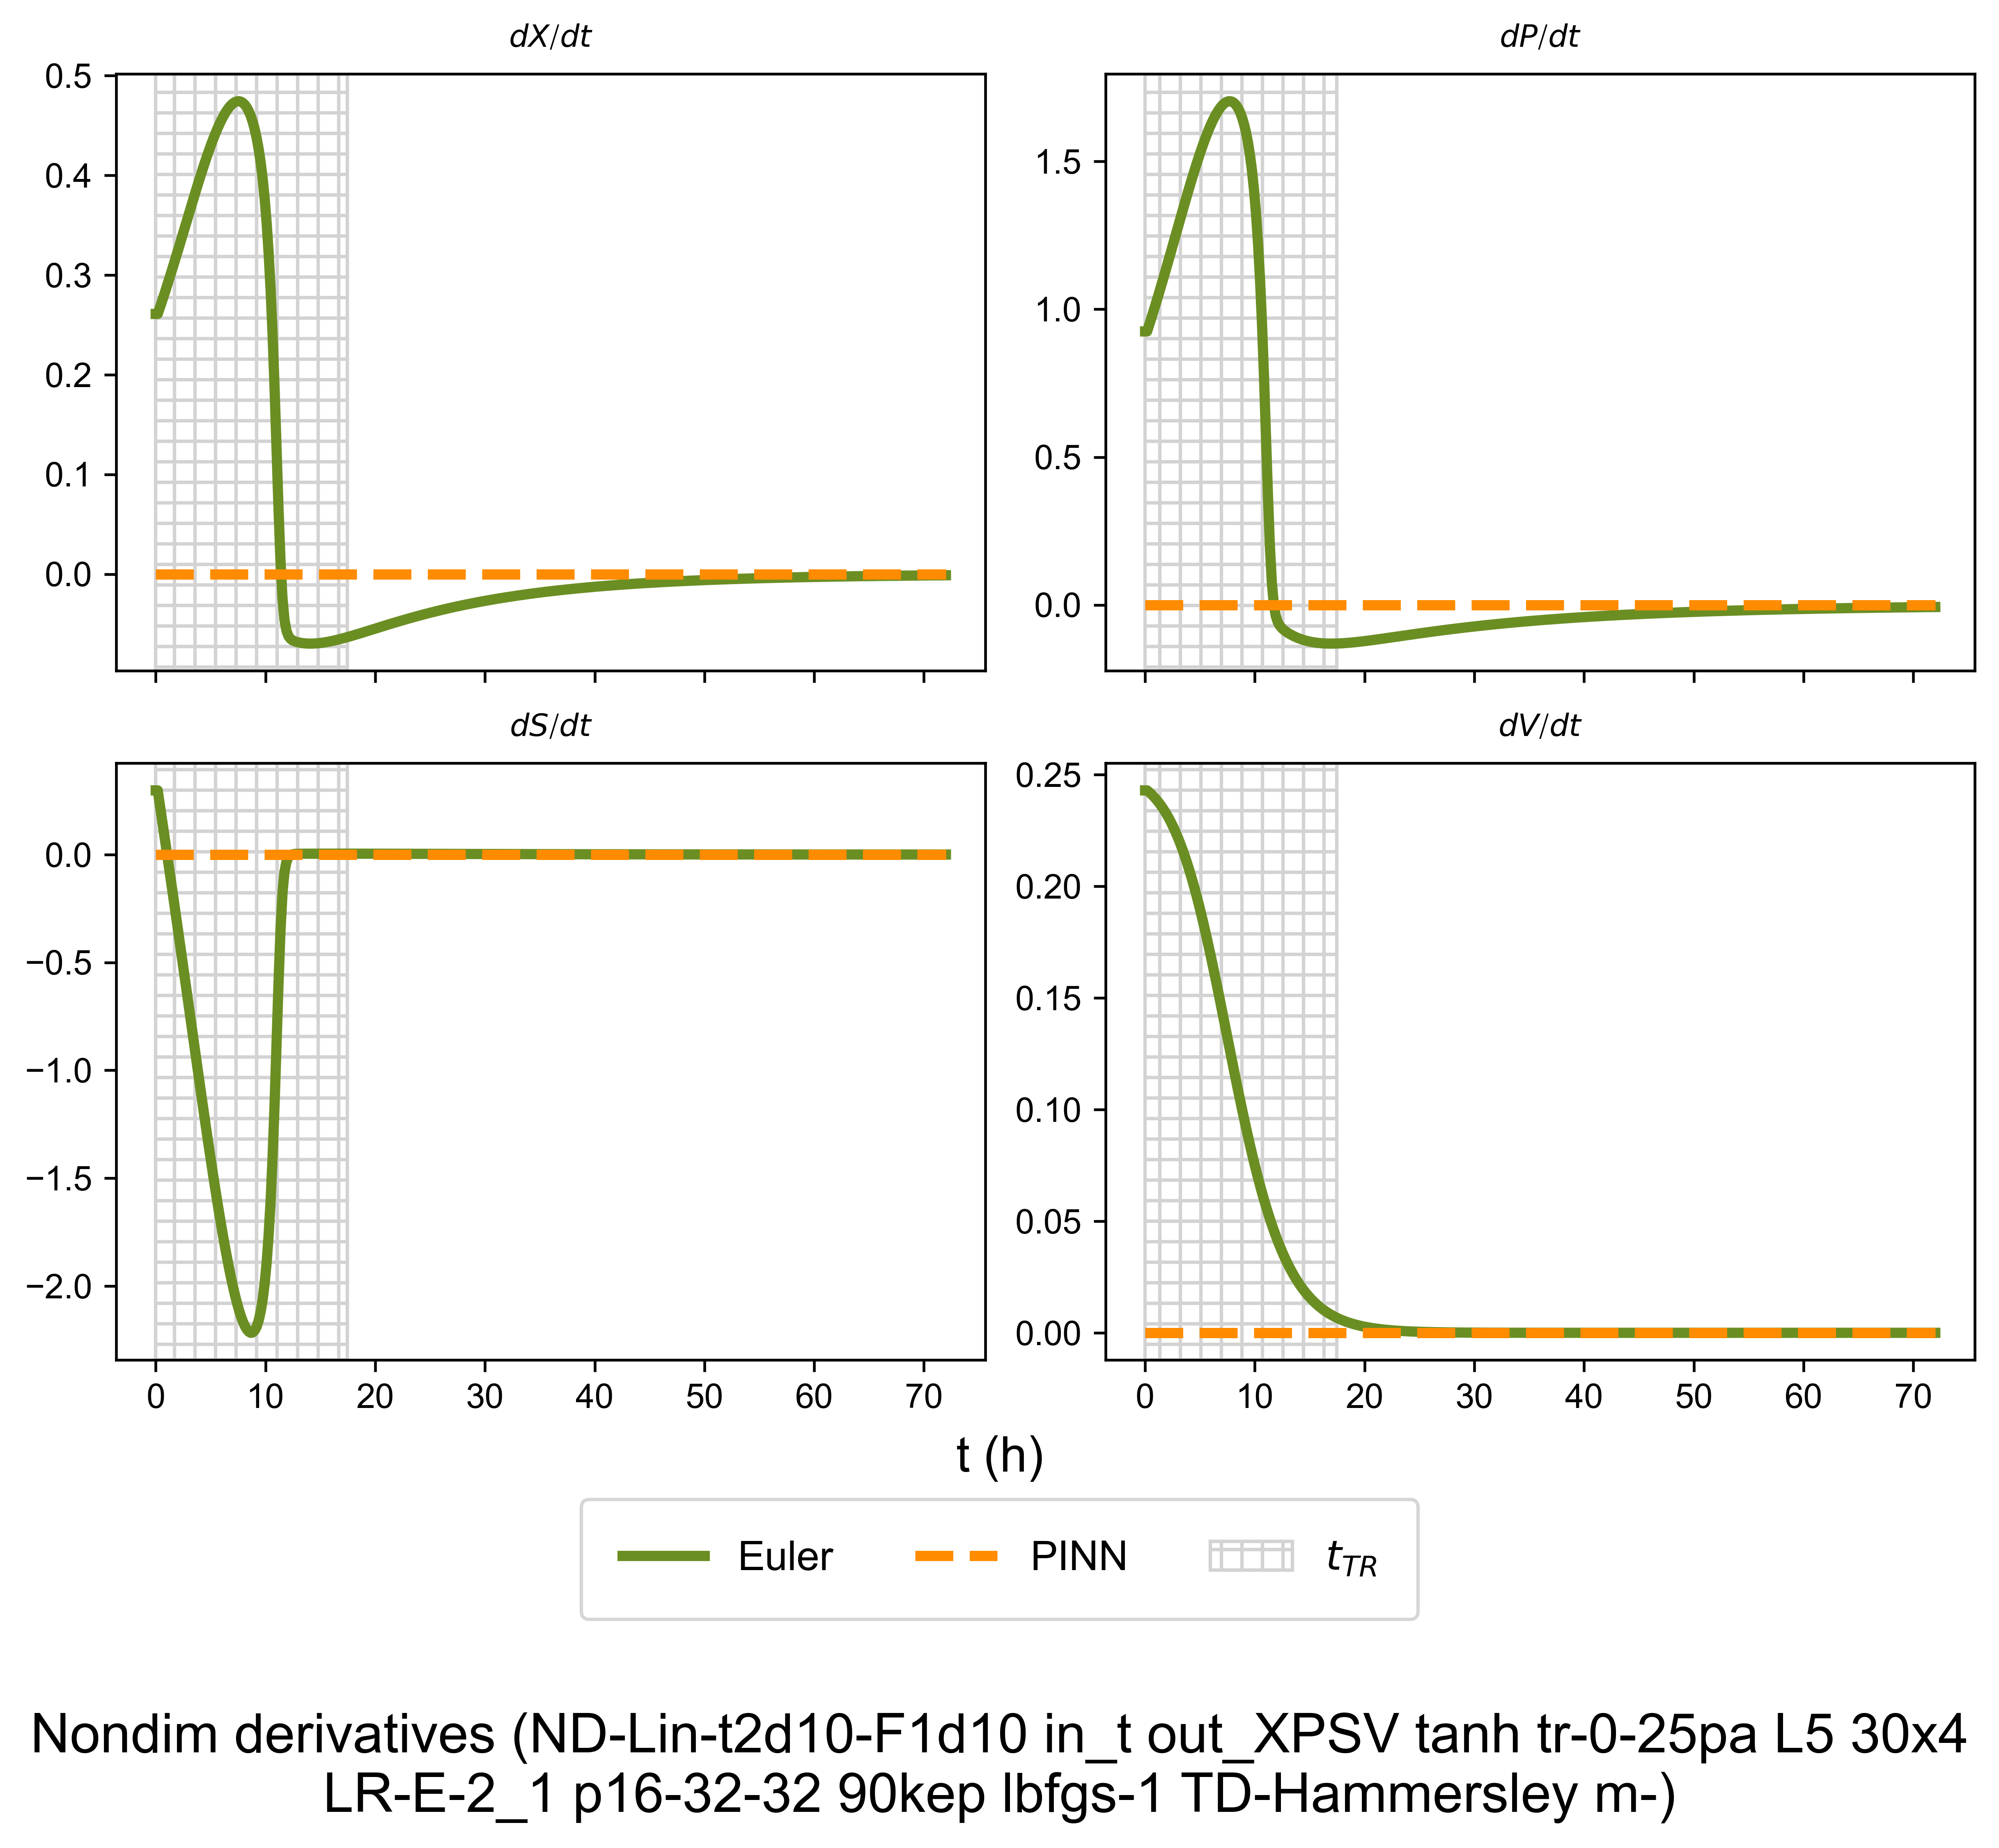 dX/dt
dP/dt
0.5
0.4
0.3
0.2
0.1
0.0
1.5
1.0
0.5
0.0
dS/dt
dV/dt
0.0
−0.5
−1.0
−1.5
−2.0
0.25
0.20
0.15
0.10
0.05
0.00
0 10 20 30 40 50 60 70
0 10 20 30 40 50 60 70
t (h)
Euler PINN t_TR
Nondim derivatives (ND-Lin-t2d10-F1d10 in_t out_XPSV tanh tr-0-25pa L5 30x4
LR-E-2_1 p16-32-32 90kep lbfgs-1 TD-Hammersley m-)